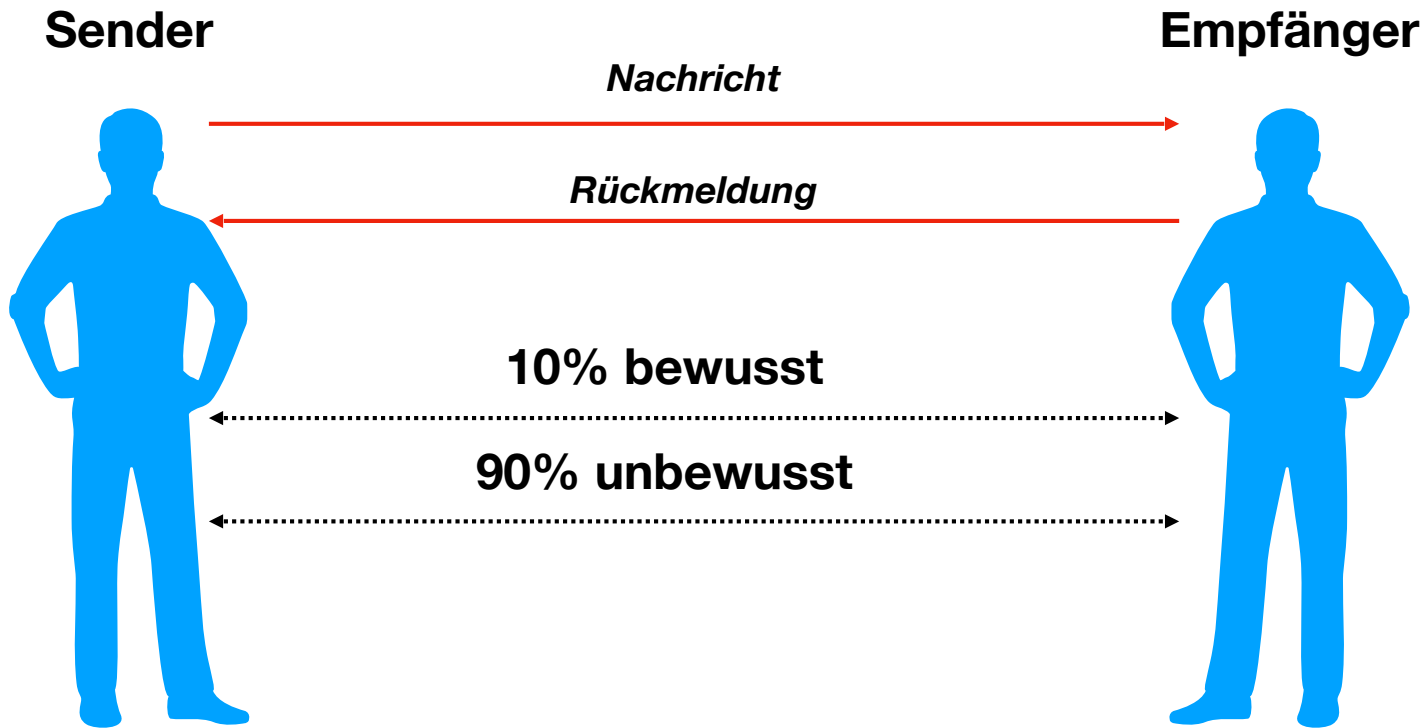 Sender
Empfänger
Nachricht
Rückmeldung
10% bewusst
90% unbewusst